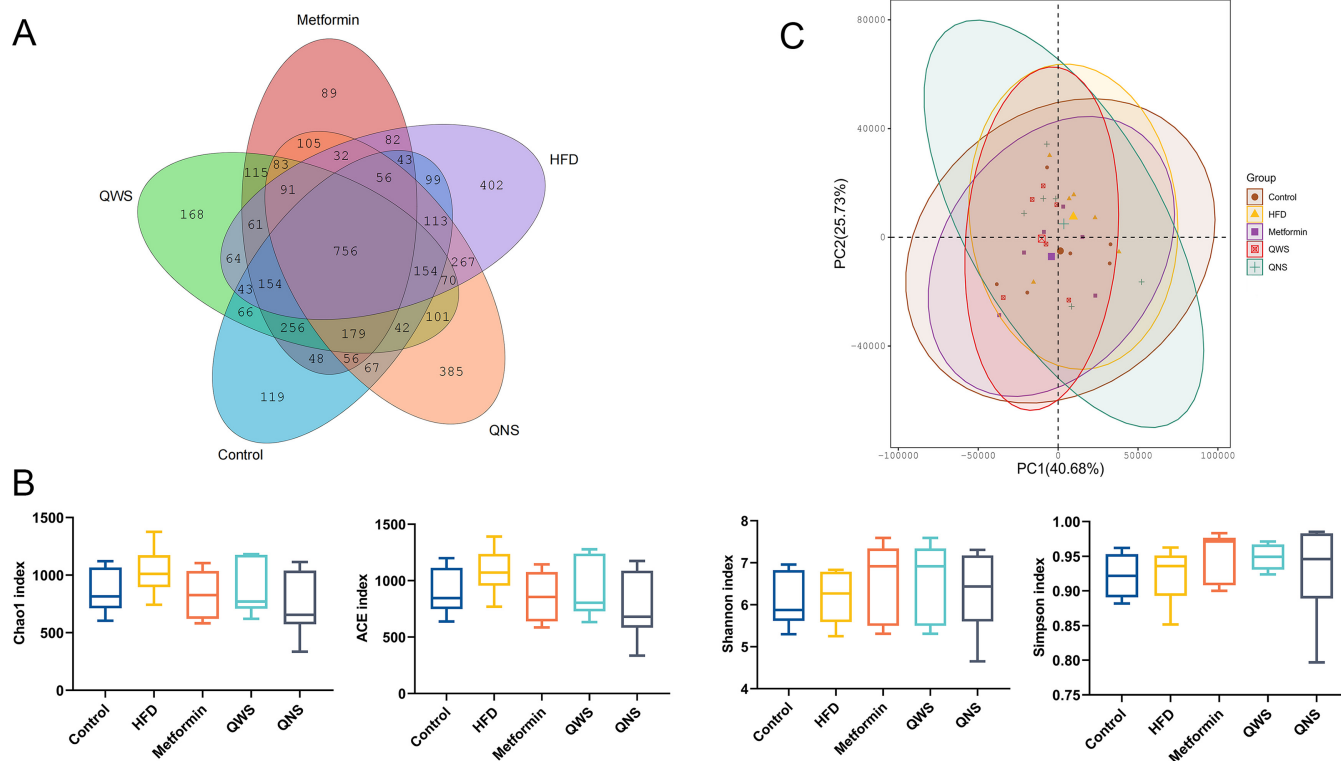 A
Metformin
89
HFD
402
QWS
168
105
82
32
43
83
115
91
56
99
113
61
756
267
64
154
70
154
43
66
101
256
179
42
48
56
67
385
119
QNS
Control
C
80000
40000
0
−40000
PC2(25.73%)
−100000
−50000
0
50000
100000
PC1(40.68%)
Group
Control
HFD
Metformin
QWS
QNS
B
Chao1 index
1500
1000
500
0
Control
HFD
Metformin
QWS
QNS
ACE index
1500
1000
500
0
Control
HFD
Metformin
QWS
QNS
Shannon index
8
7
6
5
4
Control
HFD
Metformin
QWS
QNS
Simpson index
1.00
0.95
0.90
0.85
0.80
0.75
Control
HFD
Metformin
QWS
QNS